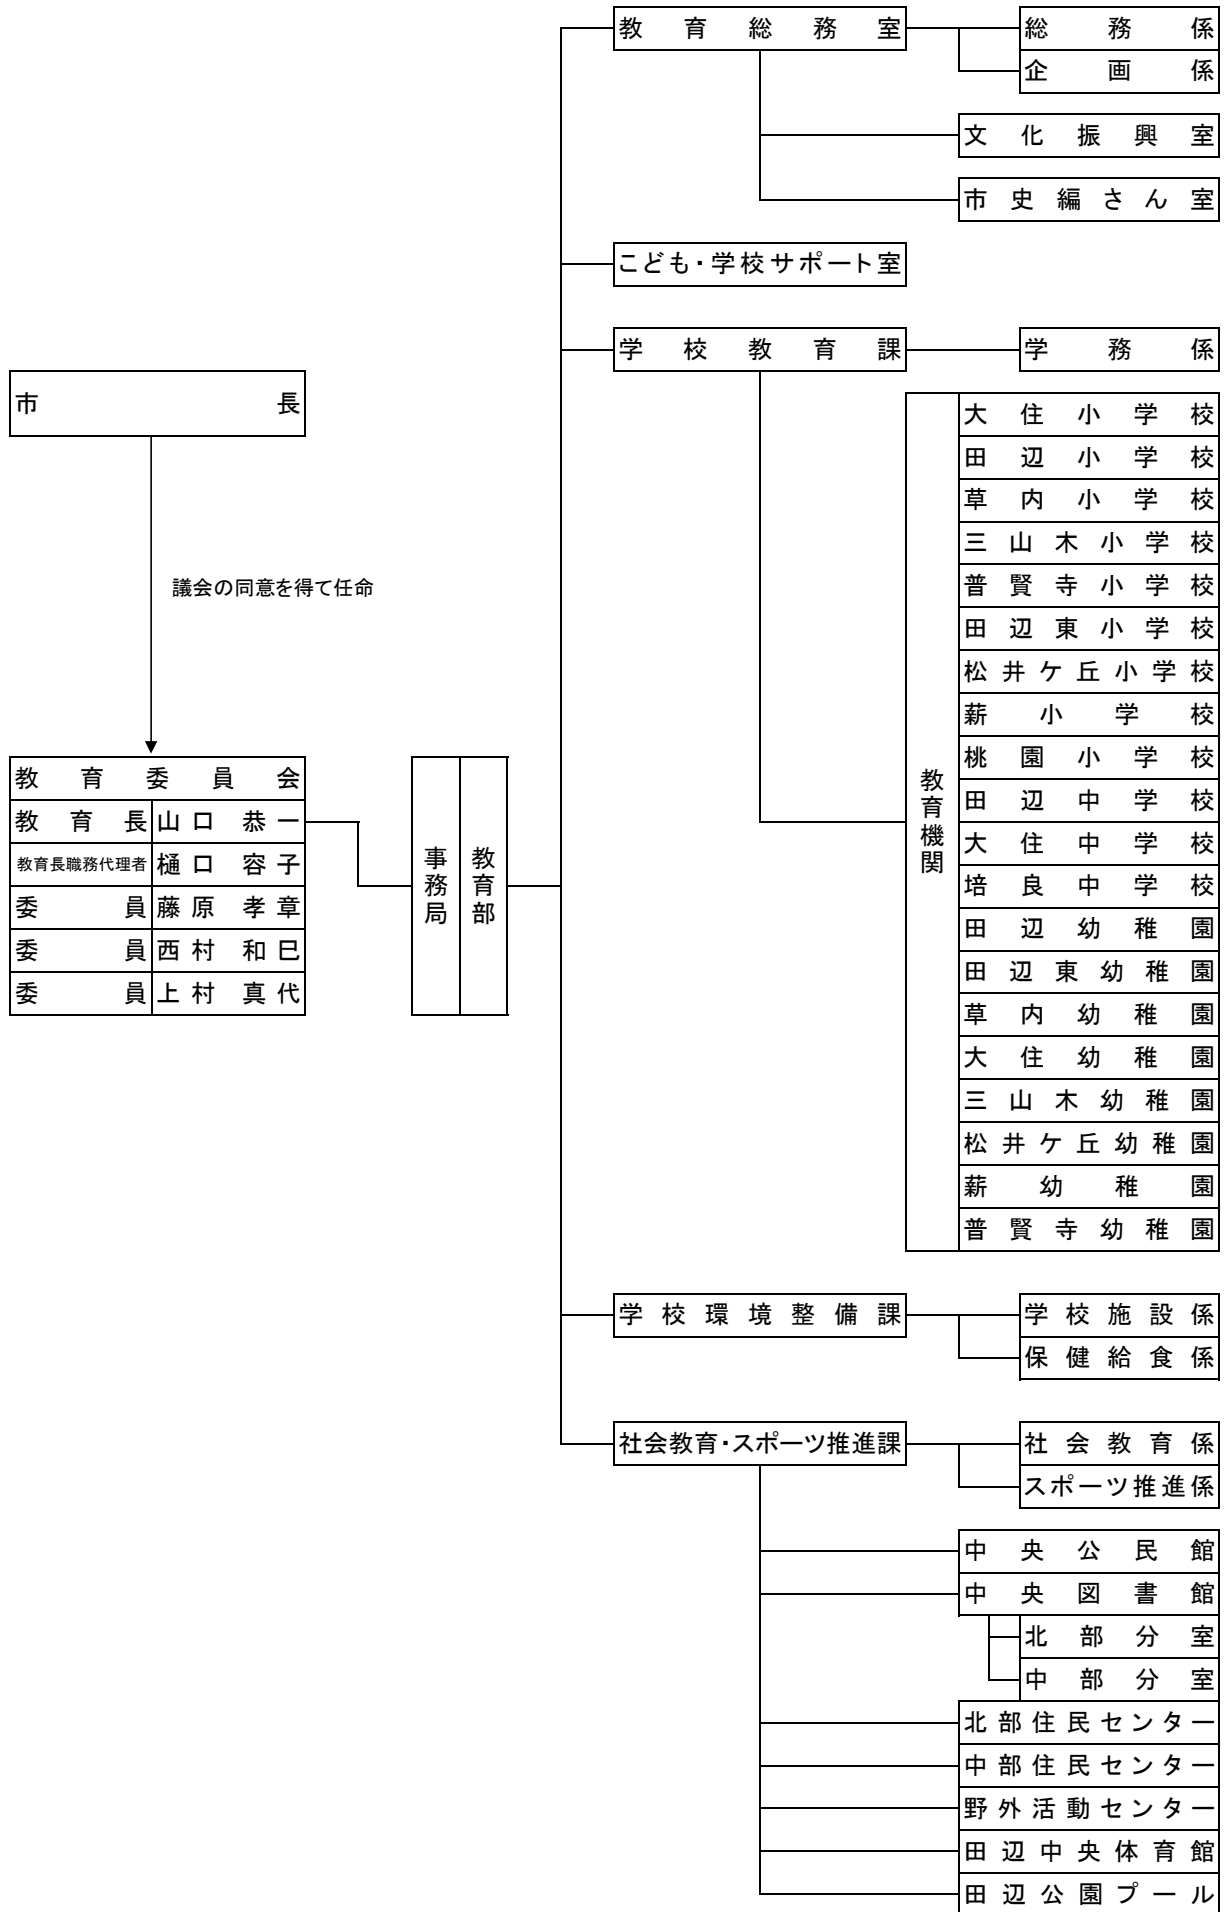 市長
議会の同意を得て任命
教育委員会
教育長 山口 恭一
教育長職務代理者 樋口 容子
委員 藤原 孝章
委員 西村 和巳
委員 上村 真代
事務局
教育部
教育総務室
総務係
企画係
文化振興室
市史編さん室
こども・学校サポート室
学校教育課
学務係
教育機関
大住小学校
田辺小学校
草内小学校
三山木小学校
普賢寺小学校
田辺東小学校
松井ケ丘小学校
薪小学校
桃園小学校
田辺中学校
大住中学校
培良中学校
田辺幼稚園
田辺東幼稚園
草内幼稚園
大住幼稚園
三山木幼稚園
松井ケ丘幼稚園
薪幼稚園
普賢寺幼稚園
学校環境整備課
学校施設係
保健給食係
社会教育・スポーツ推進課
社会教育係
スポーツ推進係
中央公民館
中央図書館
北部分室
中部分室
北部住民センター
中部住民センター
野外活動センター
田辺中央体育館
田辺公園プール